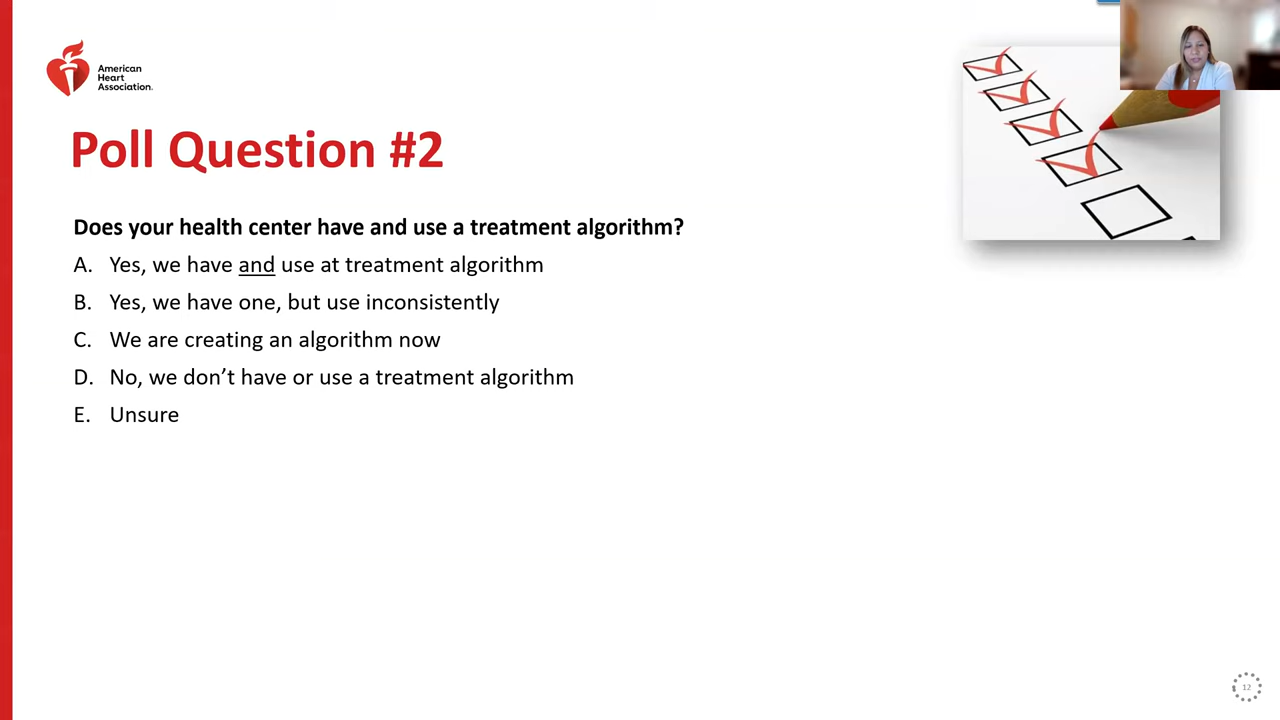 American
Heart
Association.
Poll Question #2
Does your health center have and use a treatment algorithm?
A. Yes, we have and use at treatment algorithm
B. Yes, we have one, but use inconsistently
C. We are creating an algorithm now
D. No, we don’t have or use a treatment algorithm
E. Unsure
12